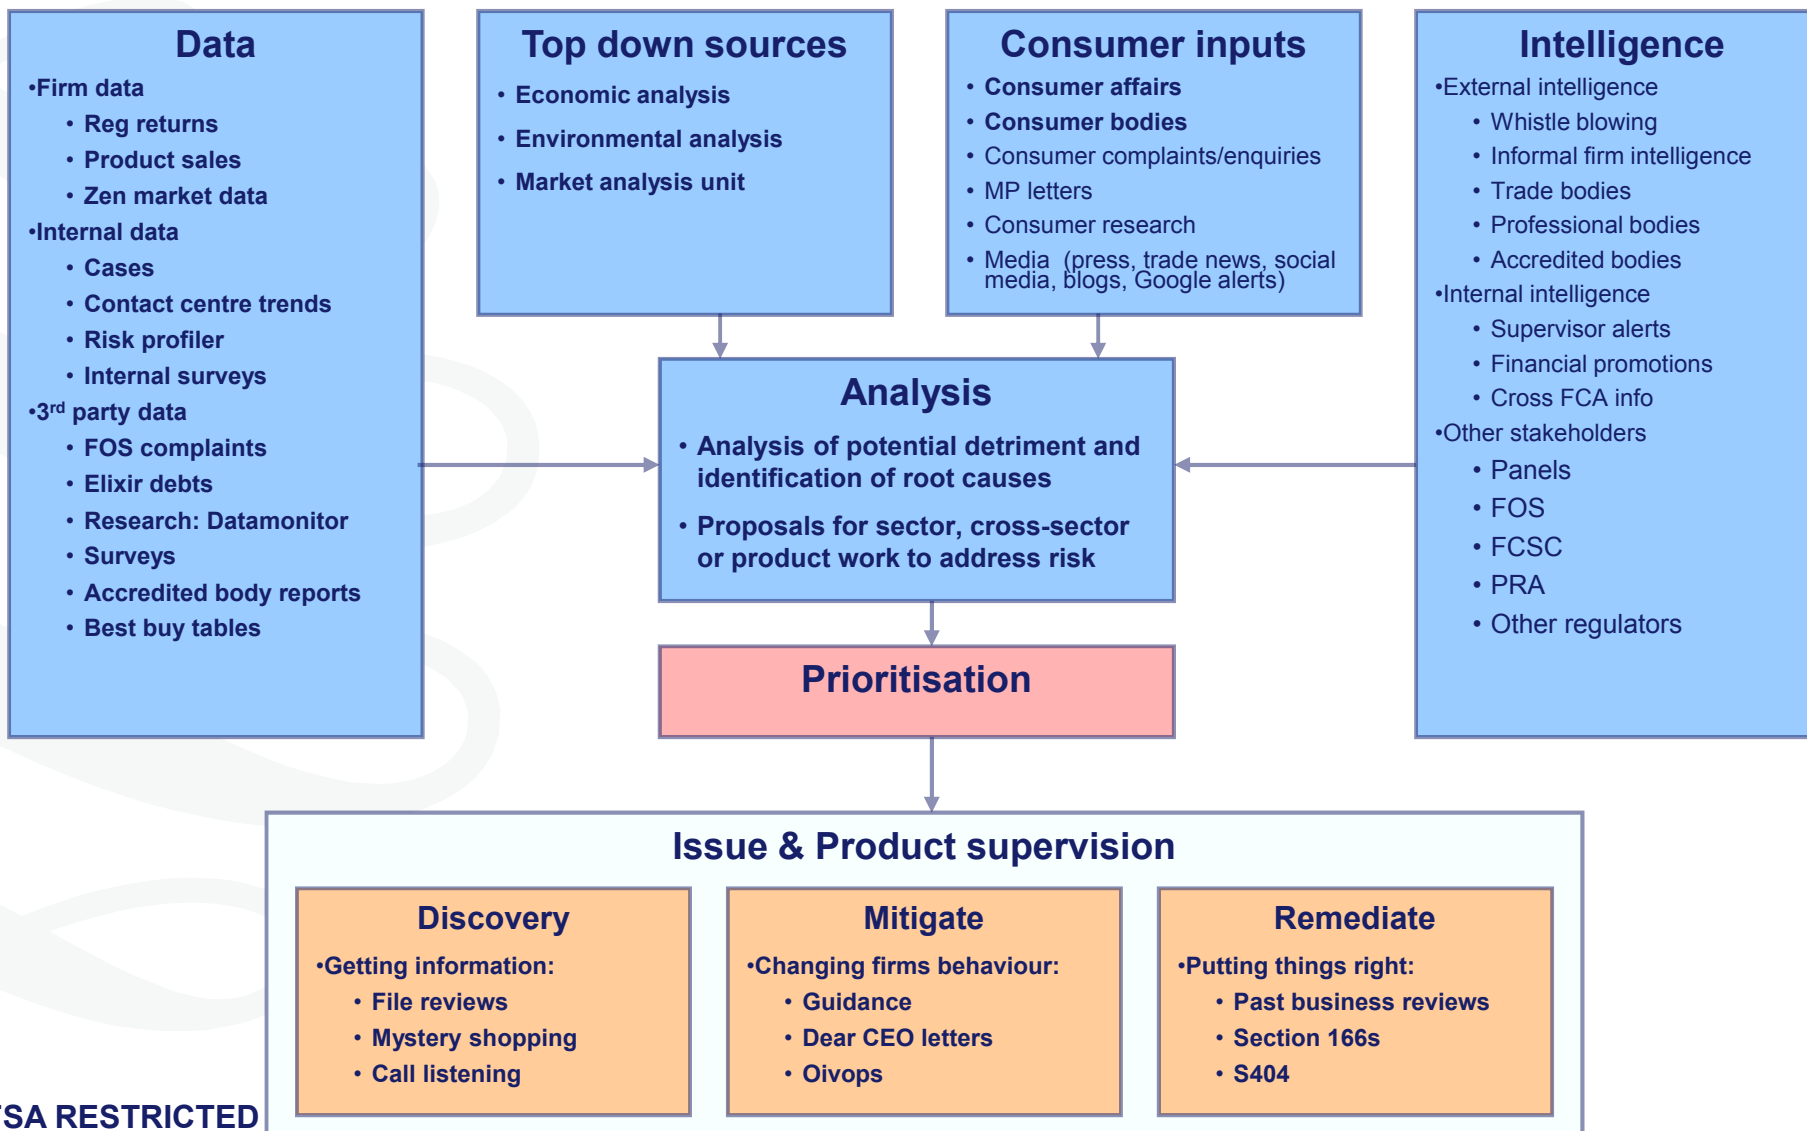 Data
•Firm data
• Reg returns
• Product sales
• Zen market data
•Internal data
• Cases
• Contact centre trends
• Risk profiler
• Internal surveys
•3rd party data
• FOS complaints
• Elixir debts
• Research: Datamonitor
• Surveys
• Accredited body reports
• Best buy tables
Top down sources
• Economic analysis
• Environmental analysis
• Market analysis unit
Consumer inputs
• Consumer affairs
• Consumer bodies
• Consumer complaints/enquiries
• MP letters
• Consumer research
• Media (press, trade news, social
media, blogs, Google alerts)
Intelligence
•External intelligence
• Whistle blowing
• Informal firm intelligence
• Trade bodies
• Professional bodies
• Accredited bodies
•Internal intelligence
• Supervisor alerts
• Financial promotions
• Cross FCA info
•Other stakeholders
• Panels
• FOS
• FCSC
• PRA
• Other regulators
Analysis
• Analysis of potential detriment and
identification of root causes
• Proposals for sector, cross-sector
or product work to address risk
Prioritisation
Issue & Product supervision
Discovery
•Getting information:
• File reviews
• Mystery shopping
• Call listening
Mitigate
•Changing firms behaviour:
• Guidance
• Dear CEO letters
• Oivops
Remediate
•Putting things right:
• Past business reviews
• Section 166s
• S404
SA RESTRICTED